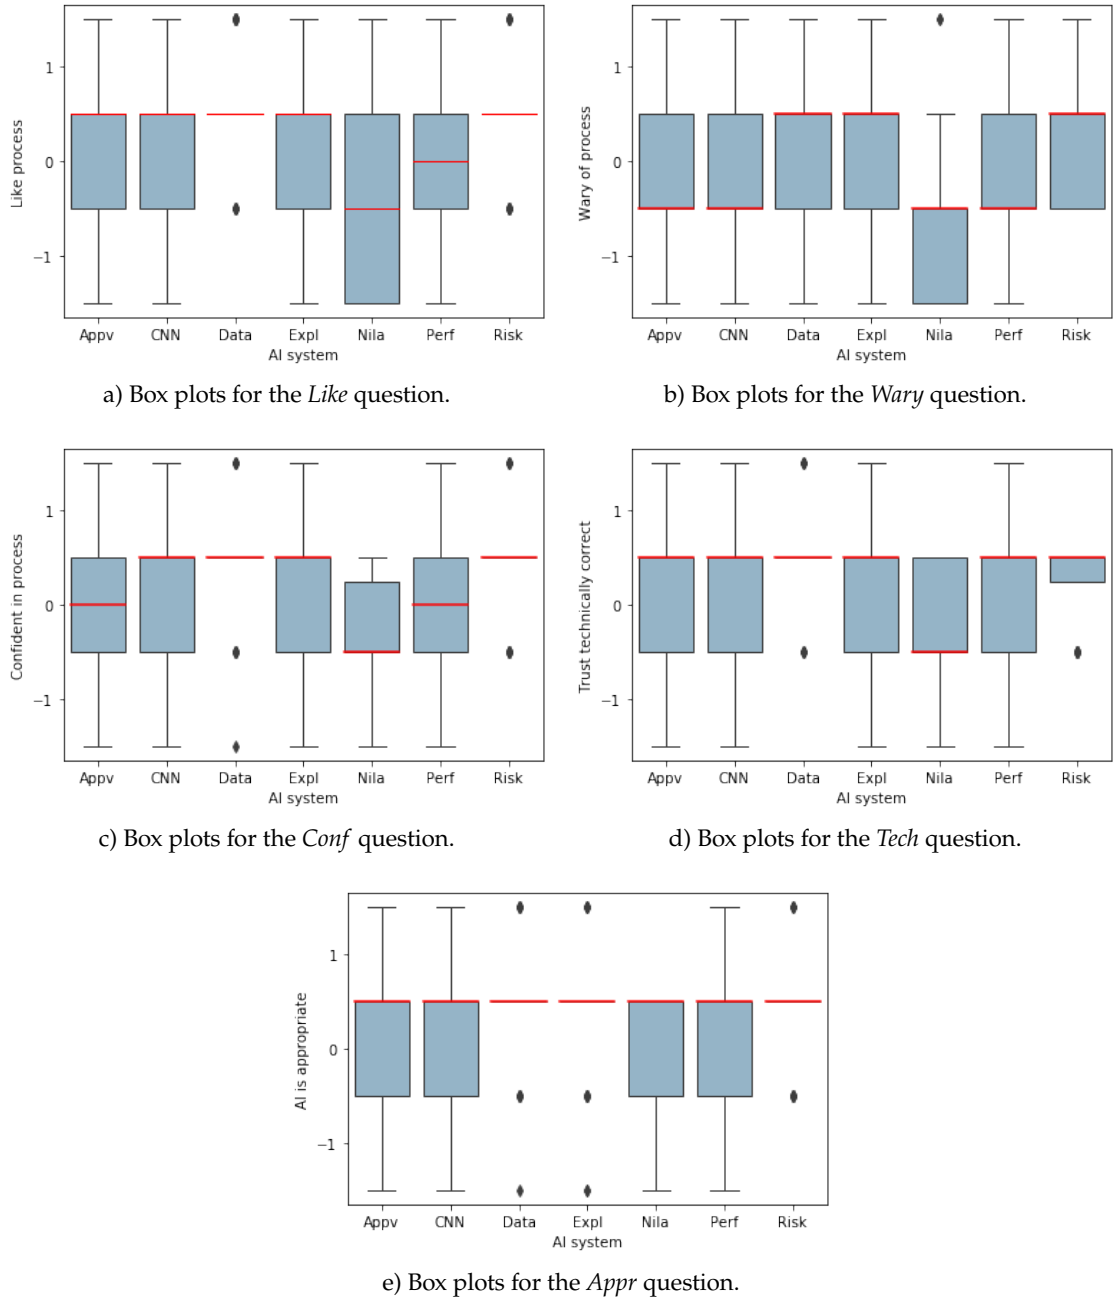 Like process
1
0
−1
Appv CNN Data Expl Nila Perf Risk
AI system
a) Box plots for the Like question.
Wary of process
1
0
−1
Appv CNN Data Expl Nila Perf Risk
AI system
b) Box plots for the Wary question.
Confident in process
1
0
−1
Appv CNN Data Expl Nila Perf Risk
AI system
c) Box plots for the Conf question.
Trust technically correct
1
0
−1
Appv CNN Data Expl Nila Perf Risk
AI system
d) Box plots for the Tech question.
AI is appropriate
1
0
−1
Appv CNN Data Expl Nila Perf Risk
AI system
e) Box plots for the Appr question.